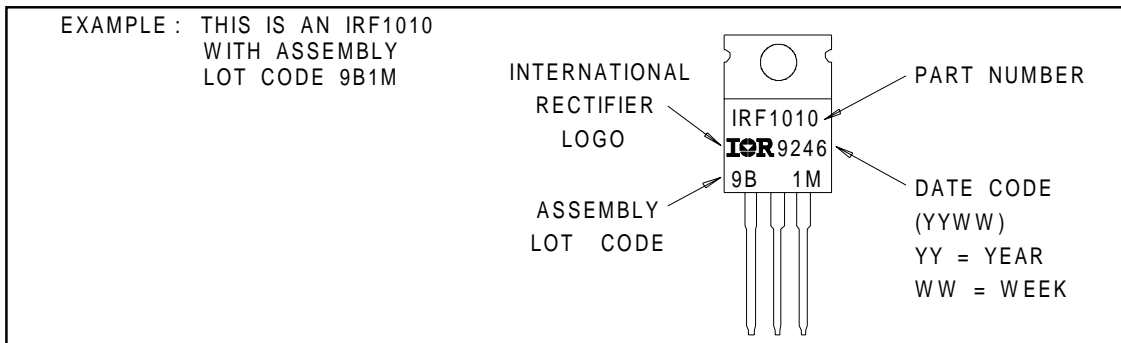 EXAMPLE : THIS IS AN IRF1010
WITH ASSEMBLY
LOT CODE 9B1M
INTERNATIONAL
RECTIFIER
LOGO
ASSEMBLY
LOT CODE
IRF1010
IOR 9246
9B 1M
PART NUMBER
DATE CODE
(YYWW)
YY = YEAR
WW = WEEK